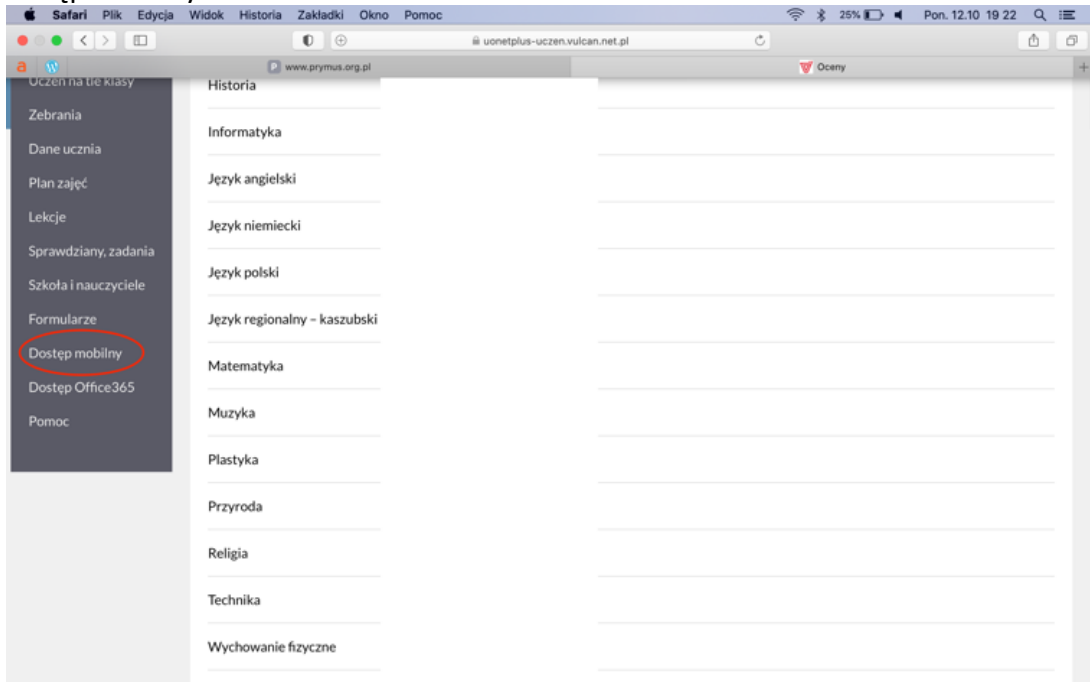 Safari Plik Edycja Widok Historia Zakładki Okno Pomoc 25% Pon. 12.10 19 22
uonetplus-uczen.vulcan.net.pl
a www.prymus.org.pl Oceny
Uczeń na tle klasy
Zebrania
Dane ucznia
Plan zajęć
Lekcje
Sprawdziany, zadania
Szkoła i nauczyciele
Formularze
Dostęp mobilny
Dostęp Office365
Pomoc
Historia
Informatyka
Język angielski
Język niemiecki
Język polski
Język regionalny – kaszubski
Matematyka
Muzyka
Plastyka
Przyroda
Religia
Technika
Wychowanie fizyczne